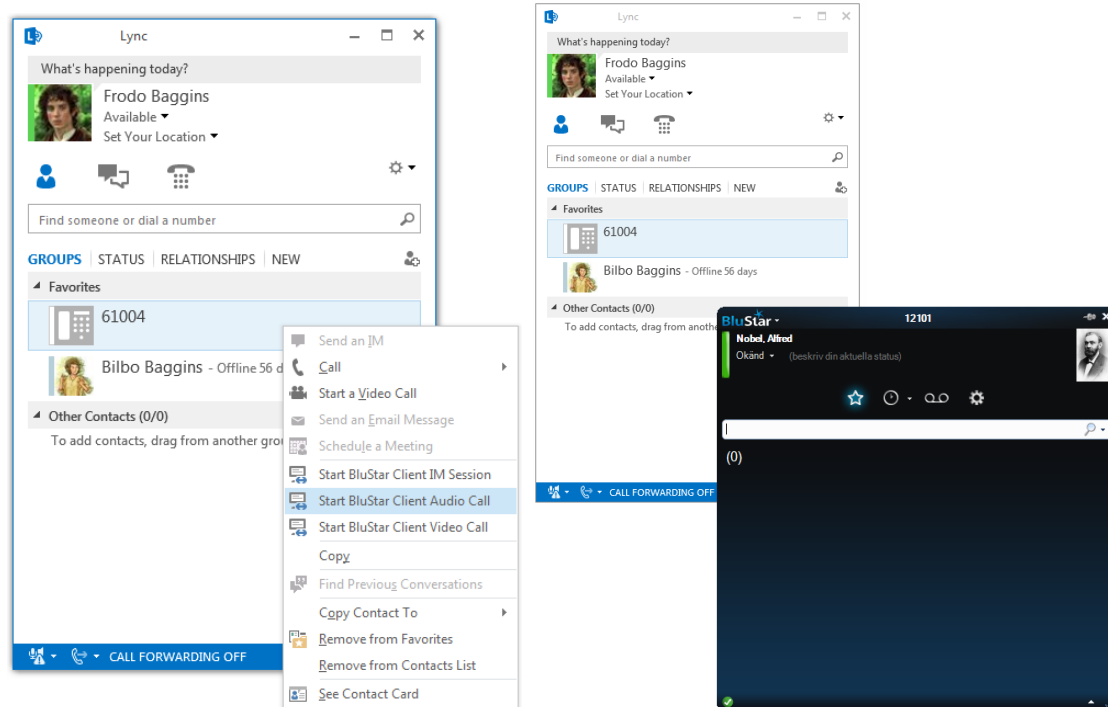 Lync
What's happening today?
Frodo Baggins
Available
Set Your Location
Find someone or dial a number
GROUPS STATUS RELATIONSHIPS NEW
Favorites
61004
Bilbo Baggins - Offline 56 d
Other Contacts (0/0)
To add contacts, drag from another gro
CALL FORWARDING OFF
Send an IM
Call
Start a Video Call
Send an Email Message
Schedule a Meeting
Start BluStar Client IM Session
Start BluStar Client Audio Call
Start BluStar Client Video Call
Copy
Find Previous Conversations
Copy Contact To
Remove from Favorites
Remove from Contacts List
See Contact Card
Lync
What's happening today?
Frodo Baggins
Available
Set Your Location
Find someone or dial a number
GROUPS STATUS RELATIONSHIPS NEW
Favorites
61004
Bilbo Baggins - Offline 56 days
Other Contacts (0/0)
To add contacts, drag from anothe
CALL FORWARDING OFF
BluStar 12101
Nobel, Alfred
Okänd (beskriv din aktuella status)
(0)